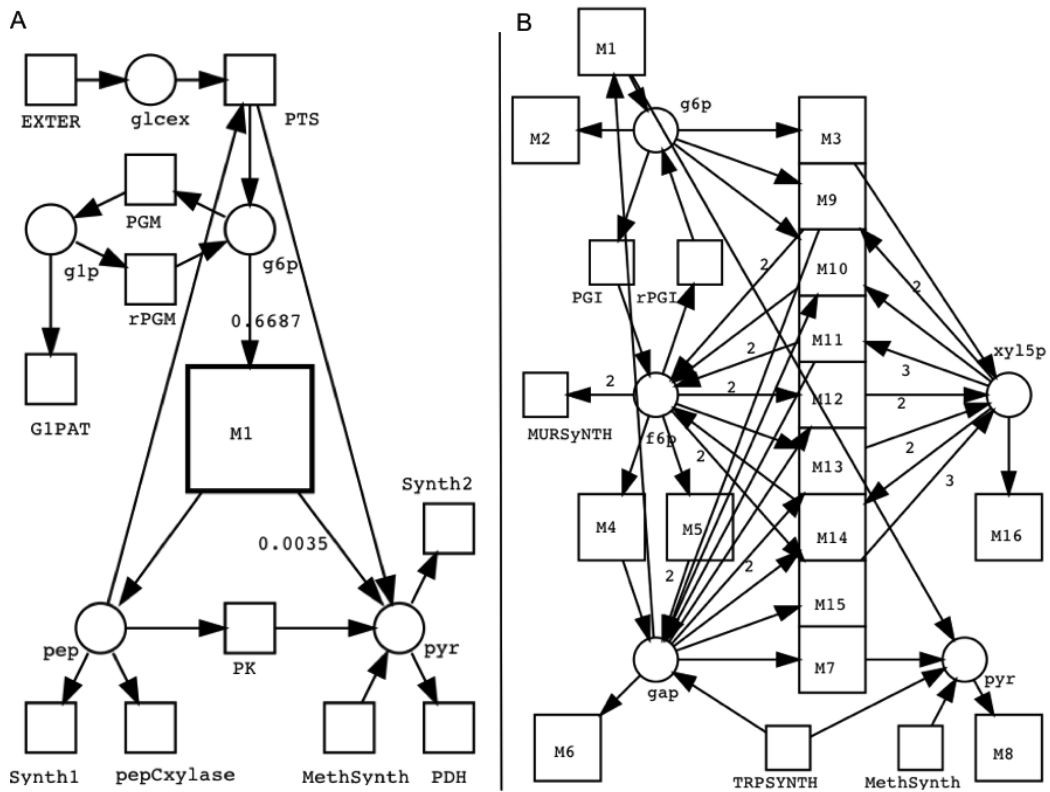 A
EXTER
glcex
PTS
PGM
g1p
g6p
rPGM
0.6687
G1PAT
M1
Synth2
0.0035
pep
PK
pyr
Synth1
pepCxylase
MethSynth
PDH
B
M1
g6p
M2
M3
M9
PGI
rPGI
2
M10
2
2
M11
xyl5p
3
2
2
M12
2
MURSyNTH
f6p
2
M13
2
3
M4
M5
M14
M16
2
2
M15
M7
gap
pyr
M6
TRPSYNTH
MethSynth
M8